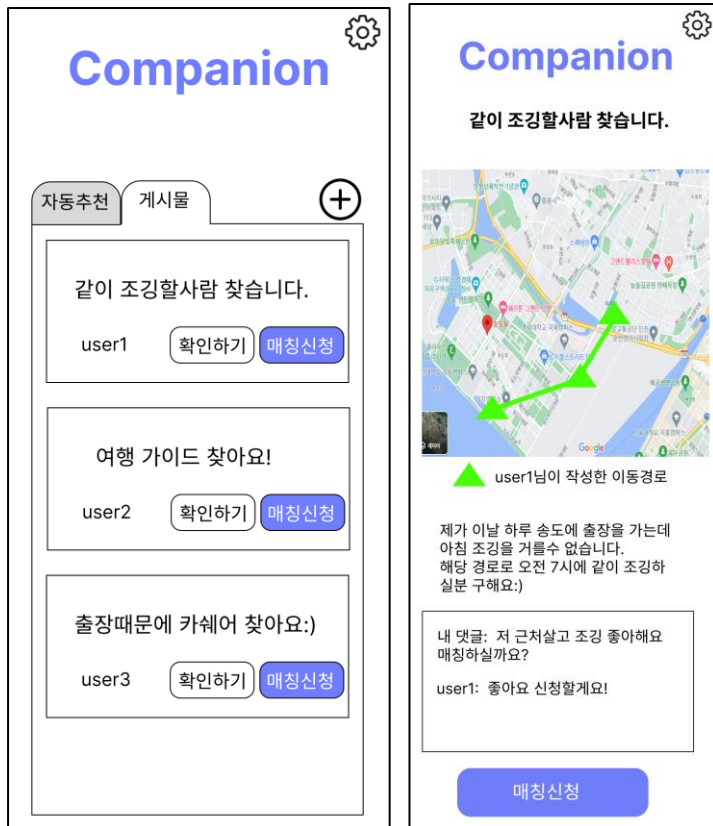 Companion
자동추천
게시물
같이 조깅할사람 찾습니다.
user1
확인하기
매칭신청
여행 가이드 찾아요!
user2
확인하기
매칭신청
출장때문에 카쉐어 찾아요:)
user3
확인하기
매칭신청
Companion
같이 조깅할사람 찾습니다.
Google
user1님이 작성한 이동경로
제가 이날 하루 송도에 출장을 가는데
아침 조깅을 거를수 없습니다.
해당 경로로 오전 7시에 같이 조깅하
실분 구해요:)
내 댓글: 저 근처살고 조깅 좋아해요
매칭하실까요?
user1: 좋아요 신청할게요!
매칭신청